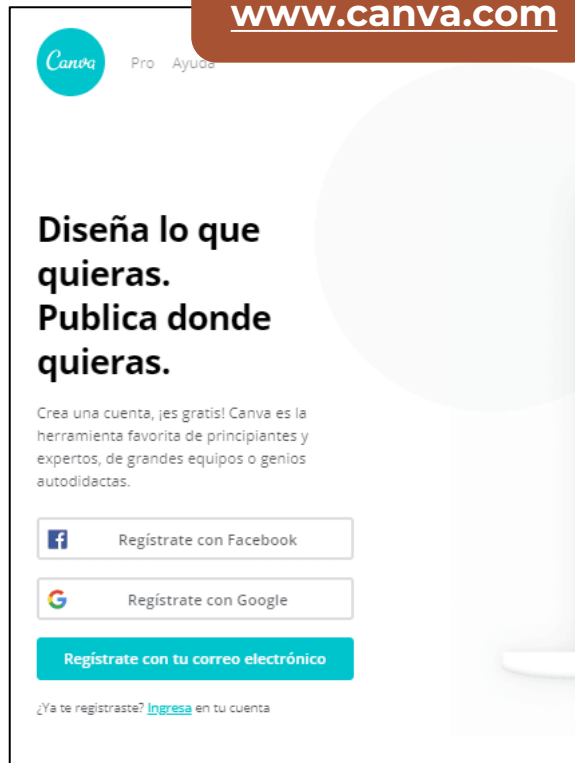 www.canva.com
Canva
Pro Ayuda
Diseña lo que
quieras.
Publica donde
quieras.
Crea una cuenta, ¡es gratis! Canva es la
herramienta favorita de principiantes y
expertos, de grandes equipos o genios
autodidactas.
Regístrate con Facebook
Regístrate con Google
Regístrate con tu correo electrónico
¿Ya te registraste? Ingresa en tu cuenta